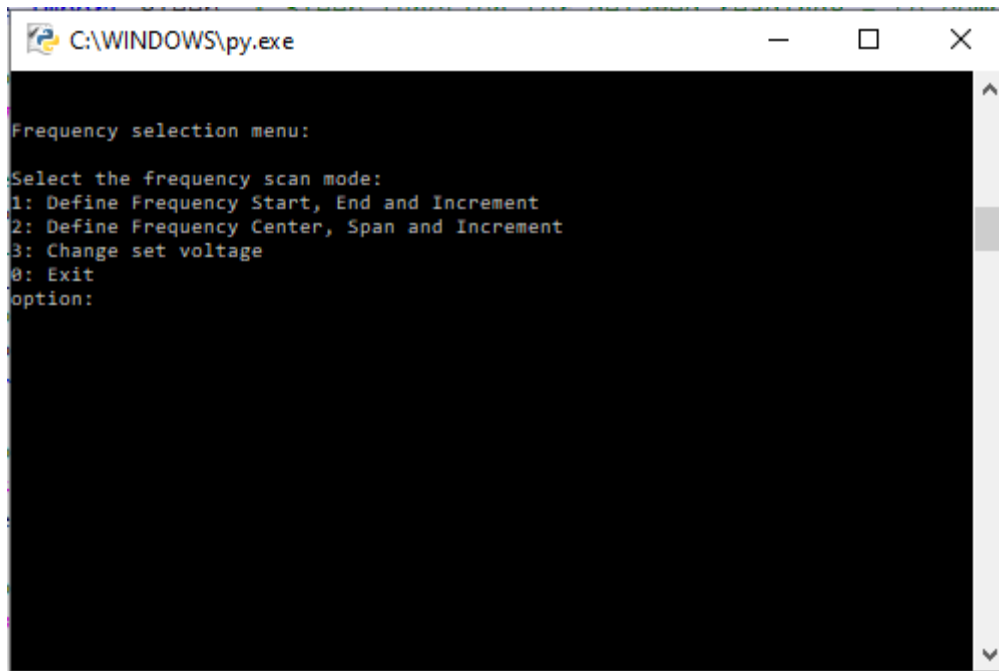 C:\WINDOWS\py.exe
Frequency selection menu:
Select the frequency scan mode:
1: Define Frequency Start, End and Increment
2: Define Frequency Center, Span and Increment
3: Change set voltage
0: Exit
option: